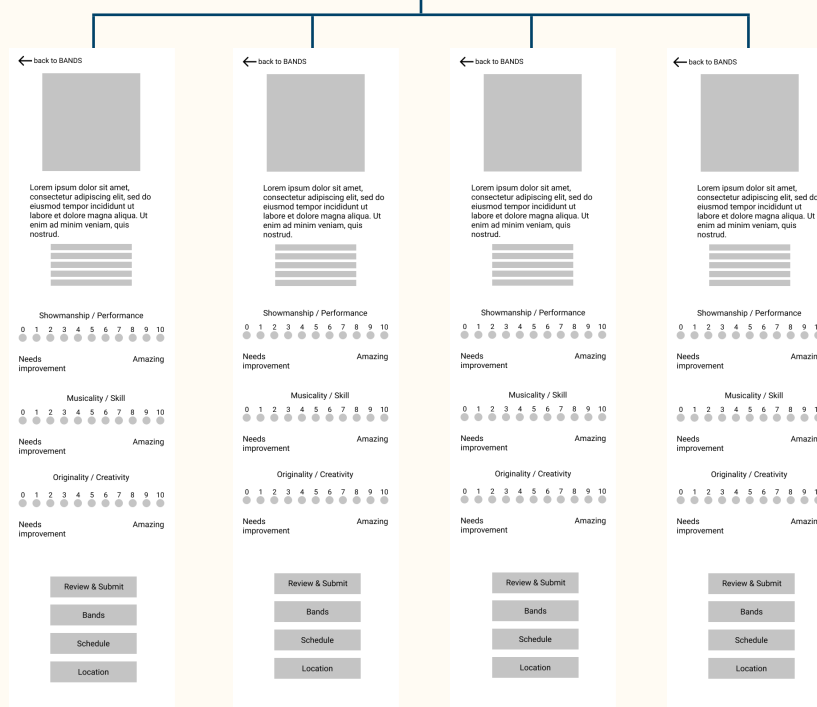 back to BANDS
Lorem ipsum dolor sit amet,
consectetur adipiscing elit, sed do
eiusmod tempor incididunt ut
labore et dolore magna aliqua. Ut
enim ad minim veniam, quis
nostrud.
Showmanship / Performance
0 1 2 3 4 5 6 7 8 9 10
Needs improvement
Amazing
Musicality / Skill
0 1 2 3 4 5 6 7 8 9 10
Needs improvement
Amazing
Originality / Creativity
0 1 2 3 4 5 6 7 8 9 10
Needs improvement
Amazing
Review & Submit
Bands
Schedule
Location
back to BANDS
Lorem ipsum dolor sit amet,
consectetur adipiscing elit, sed do
eiusmod tempor incididunt ut
labore et dolore magna aliqua. Ut
enim ad minim veniam, quis
nostrud.
Showmanship / Performance
0 1 2 3 4 5 6 7 8 9 10
Needs improvement
Amazing
Musicality / Skill
0 1 2 3 4 5 6 7 8 9 10
Needs improvement
Amazing
Originality / Creativity
0 1 2 3 4 5 6 7 8 9 10
Needs improvement
Amazing
Review & Submit
Bands
Schedule
Location
back to BANDS
Lorem ipsum dolor sit amet,
consectetur adipiscing elit, sed do
eiusmod tempor incididunt ut
labore et dolore magna aliqua. Ut
enim ad minim veniam, quis
nostrud.
Showmanship / Performance
0 1 2 3 4 5 6 7 8 9 10
Needs improvement
Amazing
Musicality / Skill
0 1 2 3 4 5 6 7 8 9 10
Needs improvement
Amazing
Originality / Creativity
0 1 2 3 4 5 6 7 8 9 10
Needs improvement
Amazing
Review & Submit
Bands
Schedule
Location
back to BANDS
Lorem ipsum dolor sit amet,
consectetur adipiscing elit, sed do
eiusmod tempor incididunt ut
labore et dolore magna aliqua. Ut
enim ad minim veniam, quis
nostrud.
Showmanship / Performance
0 1 2 3 4 5 6 7 8 9
Needs improvement
Musicality / Skill
0 1 2 3 4 5 6 7 8 9
Needs improvement
Originality / Creativity
0 1 2 3 4 5 6 7 8 9
Needs improvement
Review & Submit
Bands
Schedule
Location